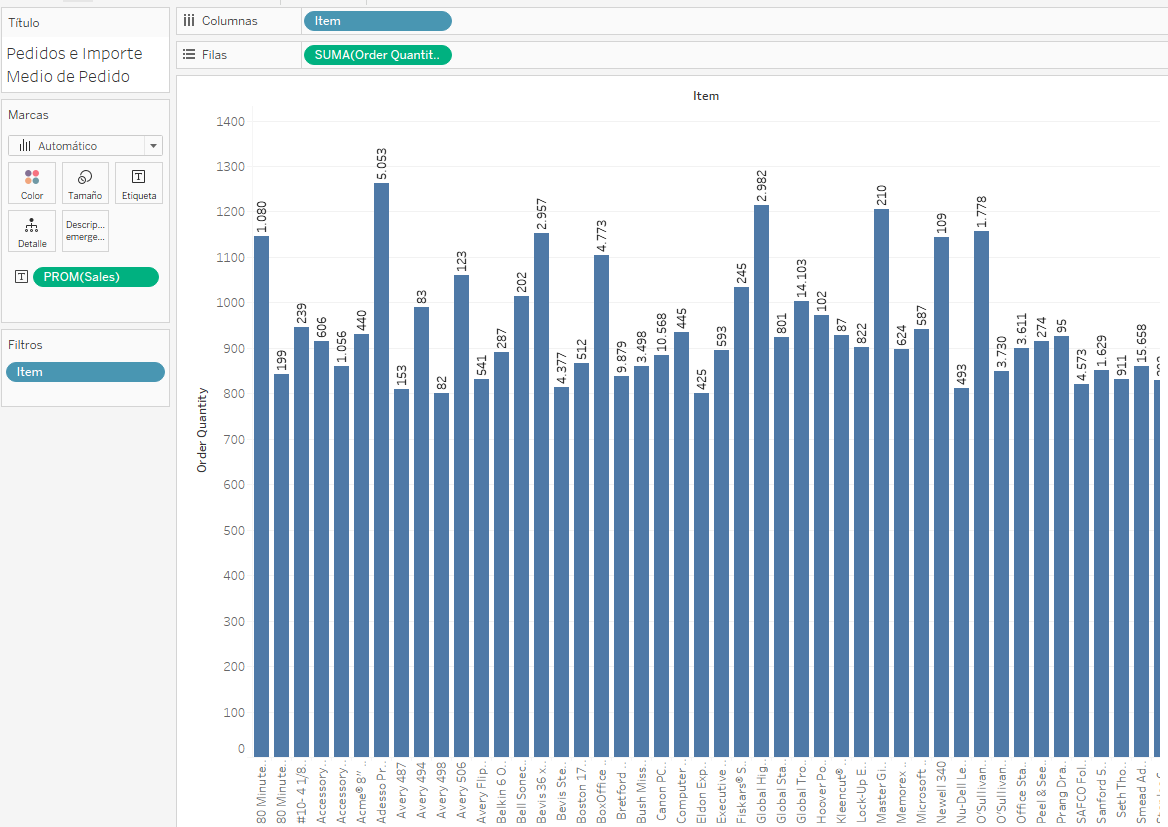 Título
Pedidos e Importe
Medio de Pedido
Marcas
Automático
Color
Tamaño
Etiqueta
Detalle
Descrip...
emerge...
PROM(Sales)
Filtros
Item
Columnas
Item
Filas
SUMA(Order Quantit..
Item
Order Quantity
1400
1300
1200
1100
1000
900
800
700
600
500
400
300
200
100
0
1.080
199
239
606
1.056
440
5.053
153
83
82
123
541
287
202
2.957
4.377
512
4.773
9.879
3.498
10.568
445
425
593
245
2.982
801
14.103
102
87
822
210
624
587
109
493
1.778
3.730
3.611
274
95
4.573
1.629
911
15.658
80 Minute..
80 Minute..
#10- 4 1/8..
Accessory..
Accessory..
Acme® 8" ..
Adesso Pr..
Avery 487
Avery 494
Avery 498
Avery 506
Avery Flip..
Belkin 6 O..
Bell Sonec..
Bevis 36 x..
Bevis Ste..
Boston 17..
BoxOffice ..
Bretford ..
Bush Miss..
Canon PC..
Computer ..
Eldon Exp..
Executive ..
Fiskars® S..
Global Hig..
Global Sta..
Global Tro..
Hoover Po..
Kleencut® ..
Lock-Up E..
Master Gi..
Memorex ..
Microsoft ..
Newell 340
Nu-Dell Le..
O'Sullivan..
O'Sullivan..
Office Sta..
Peel & See..
Prang Dra..
SAFCO Fol..
Sanford S..
Seth Tho..
Smead Ad..